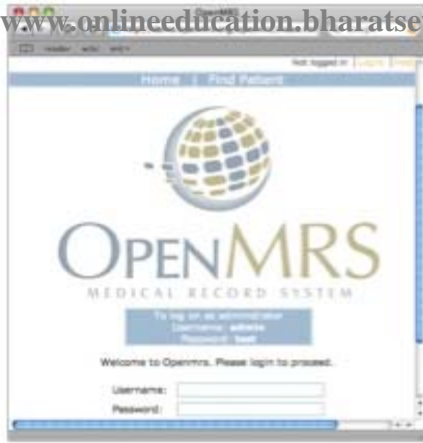 OpenMRS
www.onlineeducation.bharatsev
Not logged in
Home | Find Patient
OPENMRS
MEDICAL RECORD SYSTEM
To log on as administrator
Username: admin
Password: test
Welcome to Openmrs. Please login to proceed.
Username:
Password: